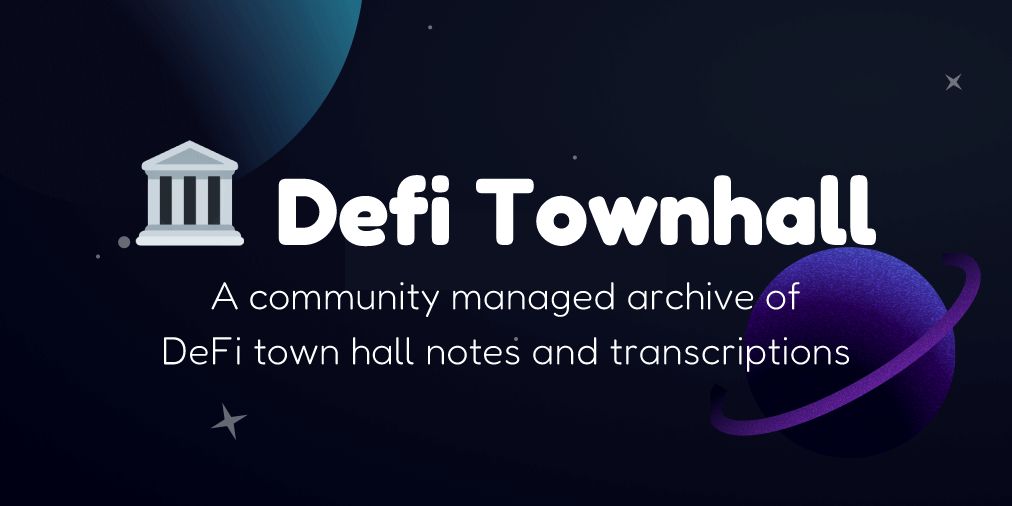 Defi Townhall
A community managed archive of
DeFi town hall notes and transcriptions